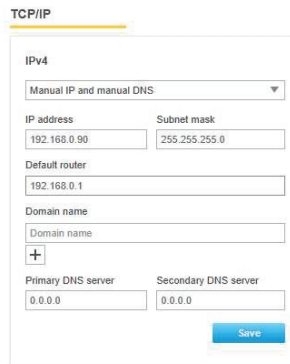 TCP/IP
IPv4
Manual IP and manual DNS
IP address Subnet mask
192.168.0.90 255.255.255.0
Default router
192.168.0.1
Domain name
Domain name
+
Primary DNS server Secondary DNS server
0.0.0.0 0.0.0.0
Save